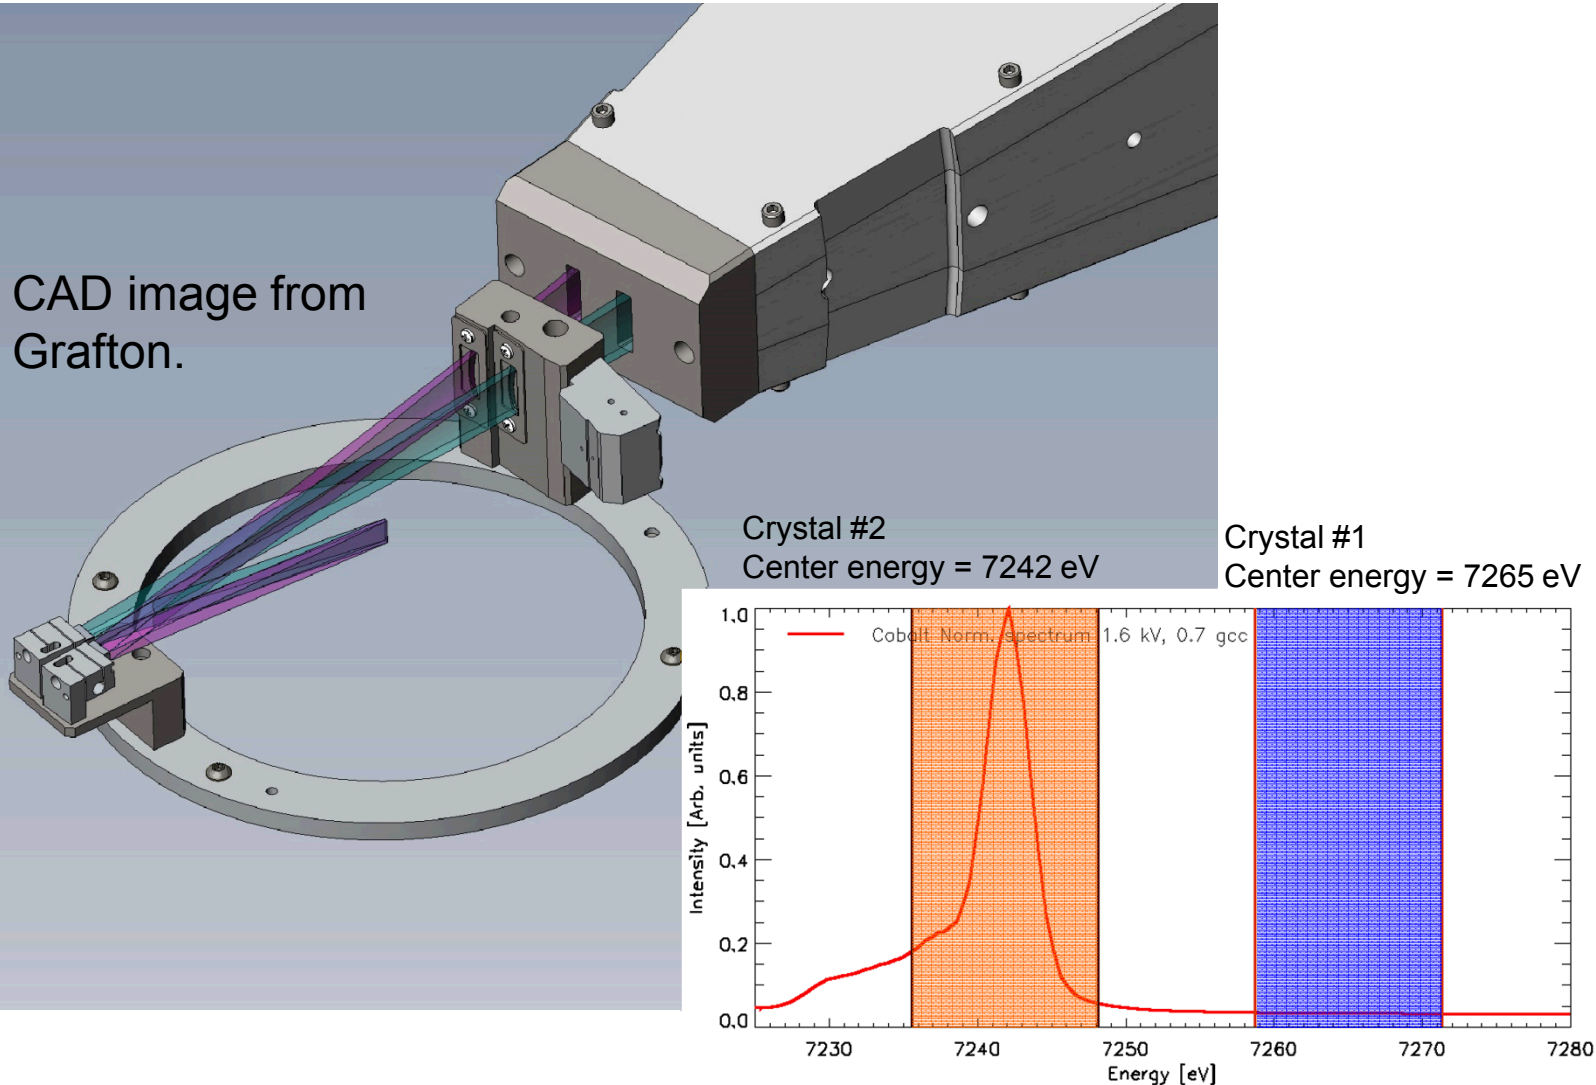 CAD image from
Grafton.
Crystal #2
Center energy = 7242 eV
Crystal #1
Center energy = 7265 eV
Cobalt Norm. spectrum 1.6 kV, 0.7 gcc
Intensity [Arb. units]
1.0
0.8
0.6
0.4
0.2
0.0
7230 7240 7250 7260 7270 7280
Energy [eV]